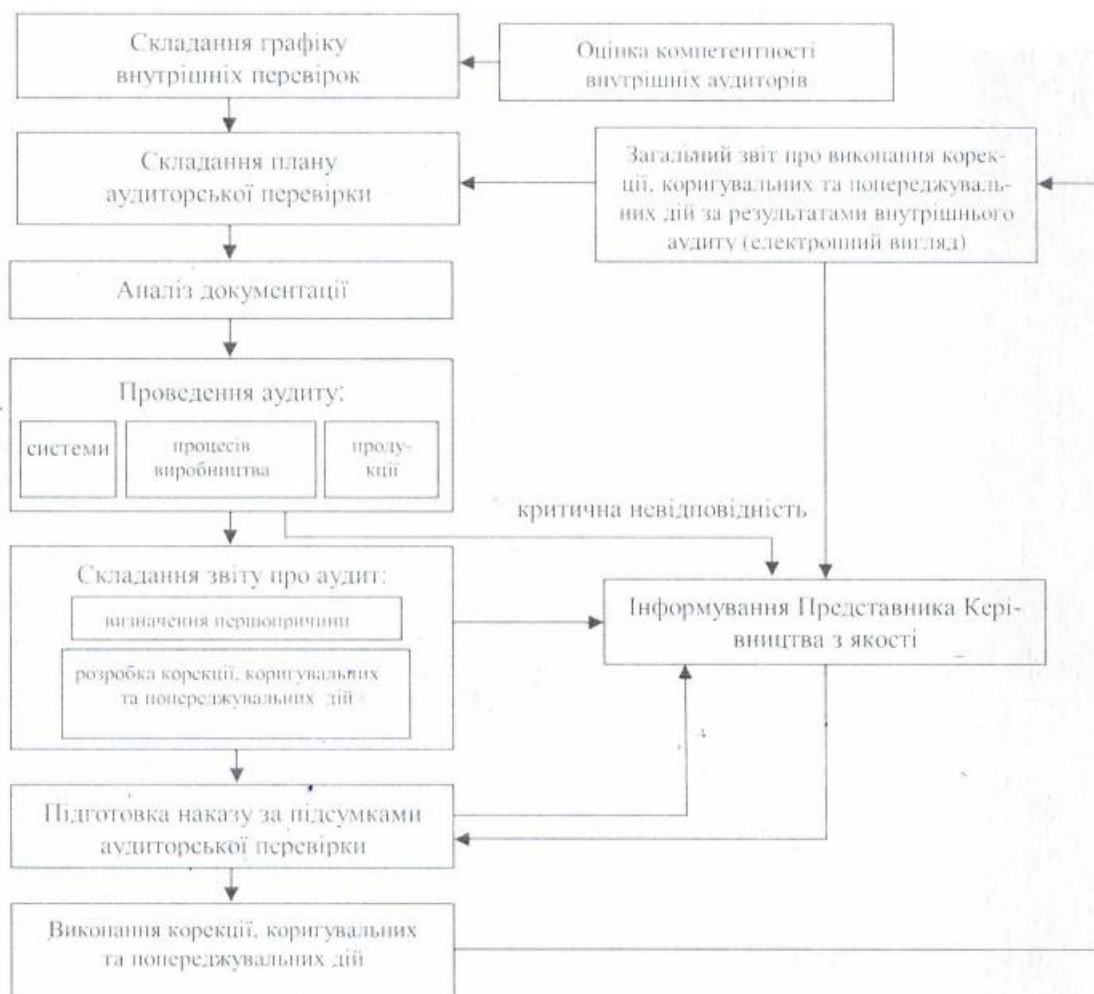 Складання графіку
внутрішніх перевірок
Оцінка компетентності
внутрішніх аудиторів
Складання плану
аудиторської перевірки
Загальний звіт про виконання корек-
ції, коригувальних та попереджуваль-
них дій за результатами внутрішнього
аудиту (електронний вигляд)
Аналіз документації
Проведення аудиту:
системи
процесів
виробництва
проду-
кції
критична невідповідність
Складання звіту про аудит:
визначення першопричини
розробка корекції, коригувальних
та попереджувальних дій
Інформування Представника Кері-
вництва з якості
Підготовка наказу за підсумками
аудиторської перевірки
Виконання корекції, коригувальних
та попереджувальних дій